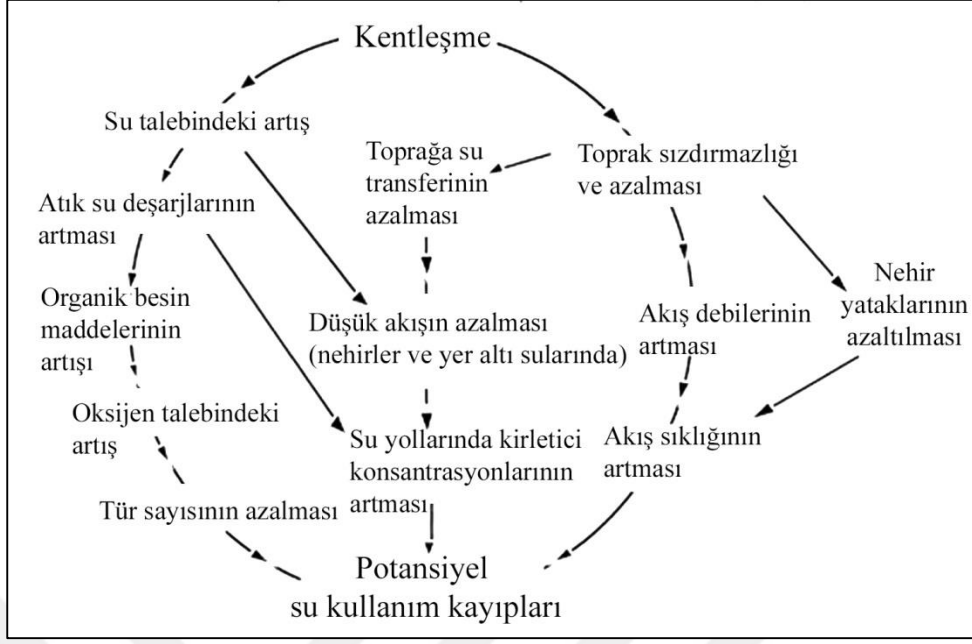 Kentleşme
Su talebindeki artış
Toprağa su
transferinin
azalması
Toprak sızdırmazlığı
ve azalması
Atık su deşarjlarının
artması
Nehir
yataklarının
azaltılması
Organik besin
maddelerinin
artışı
Düşük akışın azalması
(nehirler ve yer altı sularında)
Akış debilerinin
artması
Oksijen talebindeki
artış
Su yollarında kirletici
konsantrasyonlarının
artması
Akış sıklığının
artması
Tür sayısının azalması
Potansiyel
su kullanım kayıpları